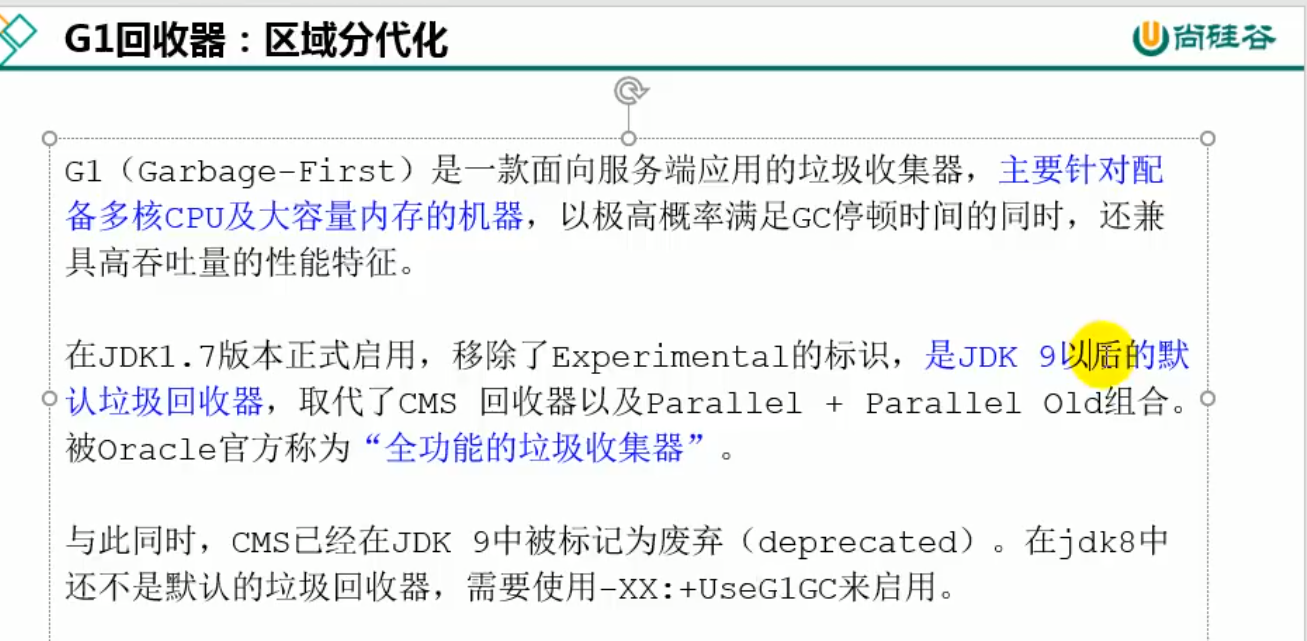 G1回收器：区域分代化
尚硅谷
G1（Garbage-First）是一款面向服务端应用的垃圾收集器，主要针对配
备多核CPU及大容量内存的机器，以极高概率满足GC停顿时间的同时，还兼
具高吞吐量的性能特征。
在JDK1.7版本正式启用，移除了Experimental的标识，是JDK 9以后的默
认垃圾回收器，取代了CMS 回收器以及Parallel + Parallel Old组合。
被Oracle官方称为“全功能的垃圾收集器”。
与此同时，CMS已经在JDK 9中被标记为废弃（deprecated）。在jdk8中
还不是默认的垃圾回收器，需要使用-XX:+UseG1GC来启用。